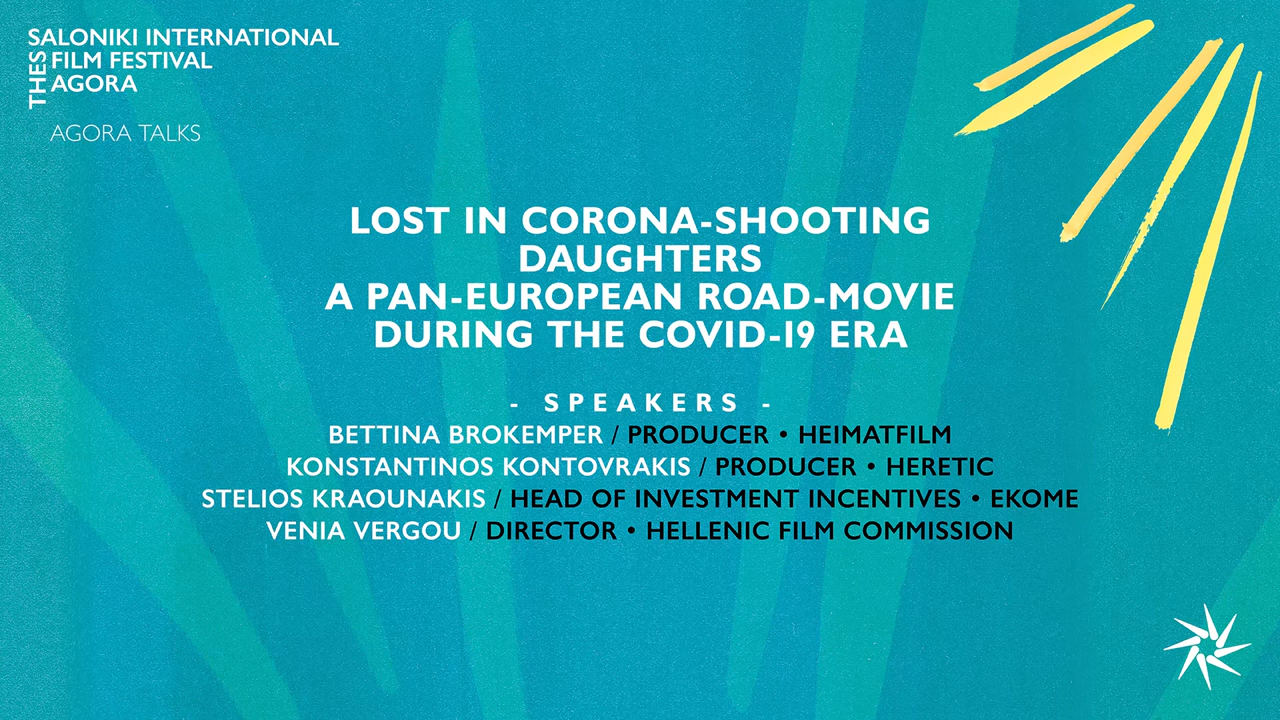 THES
SALONIKI INTERNATIONAL
FILM FESTIVAL
AGORA
AGORA TALKS
LOST IN CORONA-SHOOTING
DAUGHTERS
A PAN-EUROPEAN ROAD-MOVIE
DURING THE COVID-19 ERA
- SPEAKERS -
BETTINA BROKEMPER / PRODUCER • HEIMATFILM
KONSTANTINOS KONTOVRAKIS / PRODUCER • HERETIC
STELIOS KRAOUNAKIS / HEAD OF INVESTMENT INCENTIVES • EKOME
VENIA VERGOU / DIRECTOR • HELLENIC FILM COMMISSION